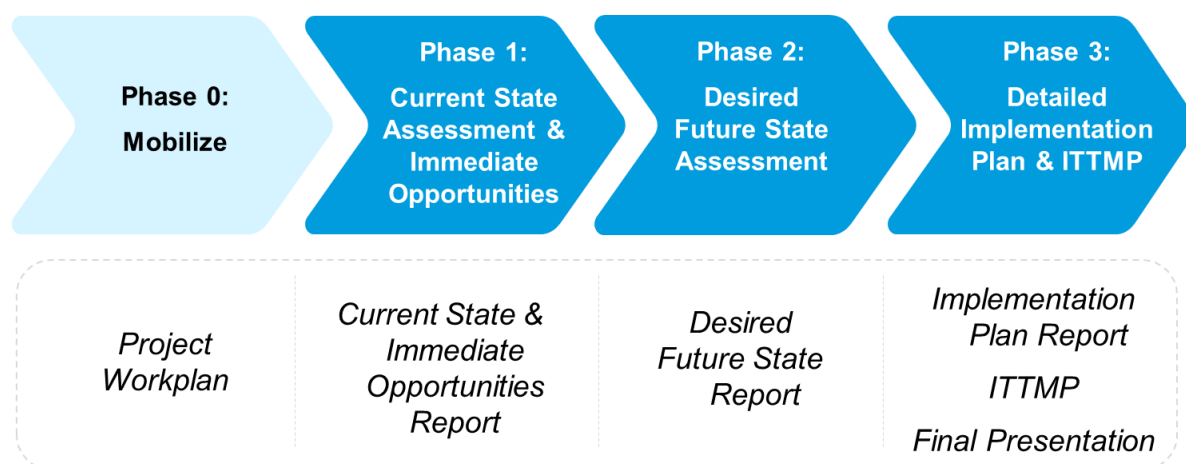 Phase 0:
Mobilize
Phase 1:
Current State
Assessment &
Immediate
Opportunities
Phase 2:
Desired
Future State
Assessment
Phase 3:
Detailed
Implementation
Plan & ITTMP
Project
Workplan
Current State &
Immediate
Opportunities
Report
Desired
Future State
Report
Implementation
Plan Report
ITTMP
Final Presentation